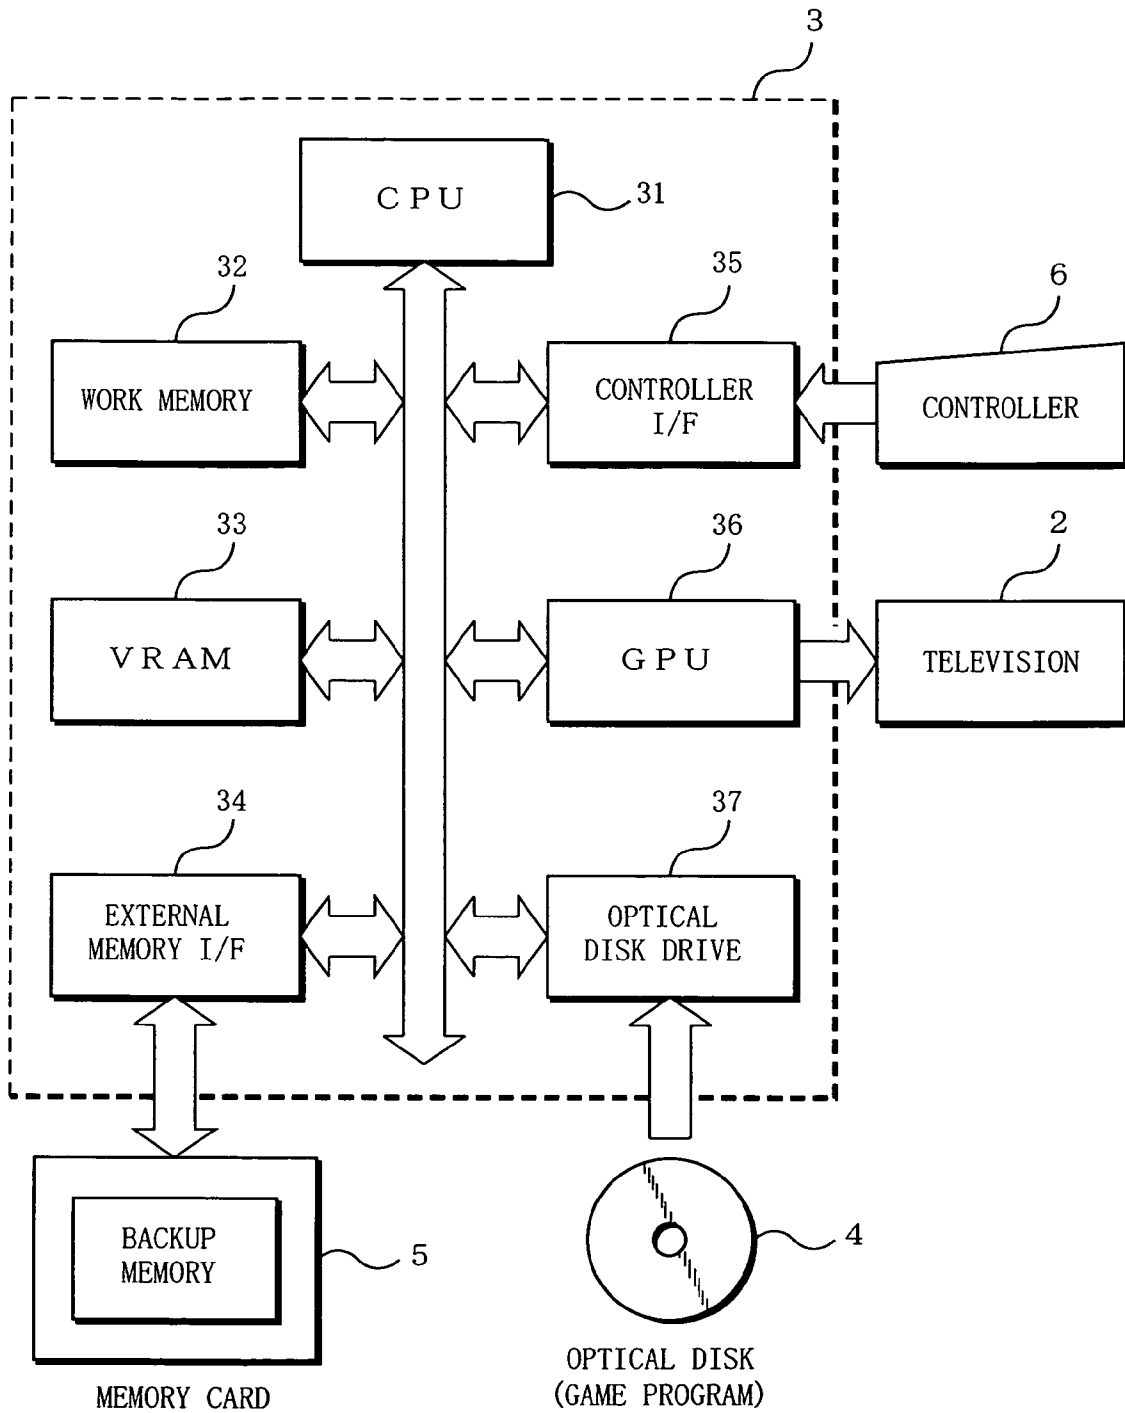 3
CPU
31
32
35
6
WORK MEMORY
CONTROLLER
I/F
CONTROLLER
33
36
2
VRAM
GPU
TELEVISION
34
37
EXTERNAL
MEMORY I/F
OPTICAL
DISK DRIVE
BACKUP
MEMORY
5
4
MEMORY CARD
OPTICAL DISK
(GAME PROGRAM)